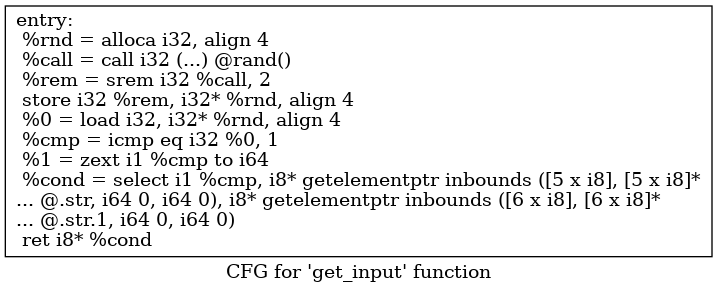 entry:
%rnd = alloca i32, align 4
%call = call i32 (...) @rand()
%rem = srem i32 %call, 2
store i32 %rem, i32* %rnd, align 4
%0 = load i32, i32* %rnd, align 4
%cmp = icmp eq i32 %0, 1
%1 = zext i1 %cmp to i64
%cond = select i1 %cmp, i8* getelementptr inbounds ([5 x i8], [5 x i8]*
... @.str, i64 0, i64 0), i8* getelementptr inbounds ([6 x i8], [6 x i8]*
... @.str.1, i64 0, i64 0)
ret i8* %cond
CFG for 'get_input' function